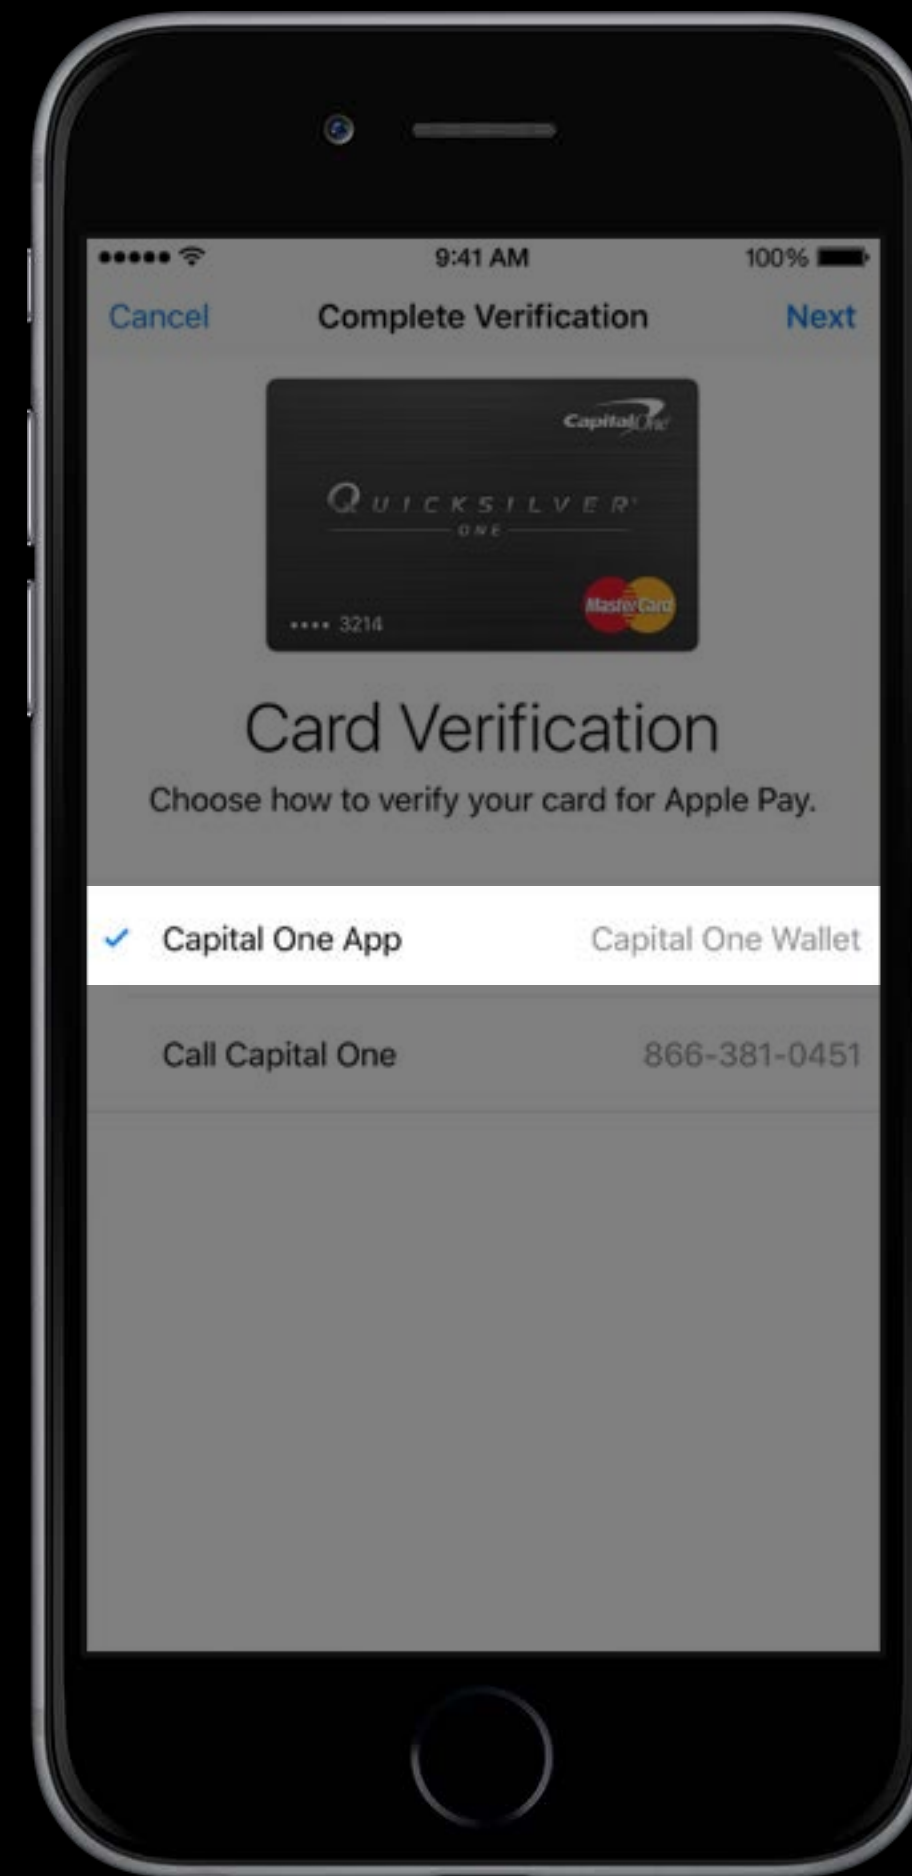 9:41 AM 100%
Cancel Complete Verification Next
Capital One
QUICKSILVER
ONE
•••• 3214
MasterCard
Card Verification
Choose how to verify your card for Apple Pay.
Capital One App Capital One Wallet
Call Capital One 866-381-0451